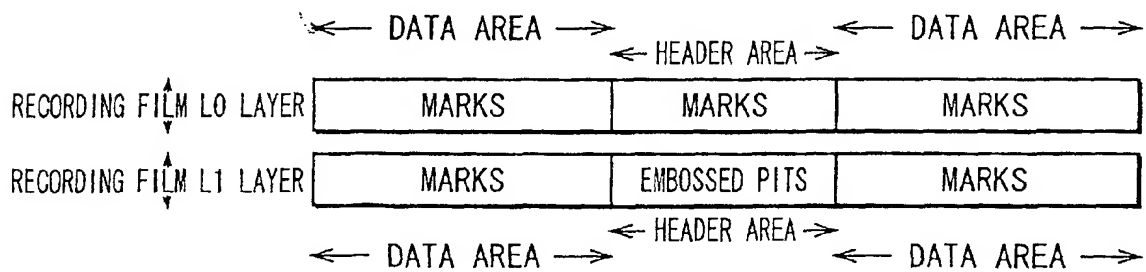 DATA AREA DATA AREA
HEADER AREA
RECORDING FILM L0 LAYER MARKS MARKS MARKS
RECORDING FILM L1 LAYER MARKS EMBOSSED PITS MARKS
HEADER AREA
DATA AREA DATA AREA